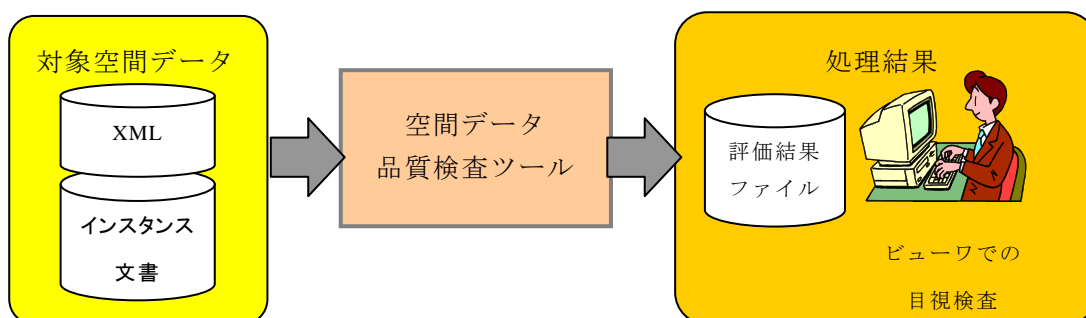 対象空間データ
XML
インスタンス
文書
空間データ
品質検査ツール
処理結果
評価結果
ファイル
ビューワでの
目視検査